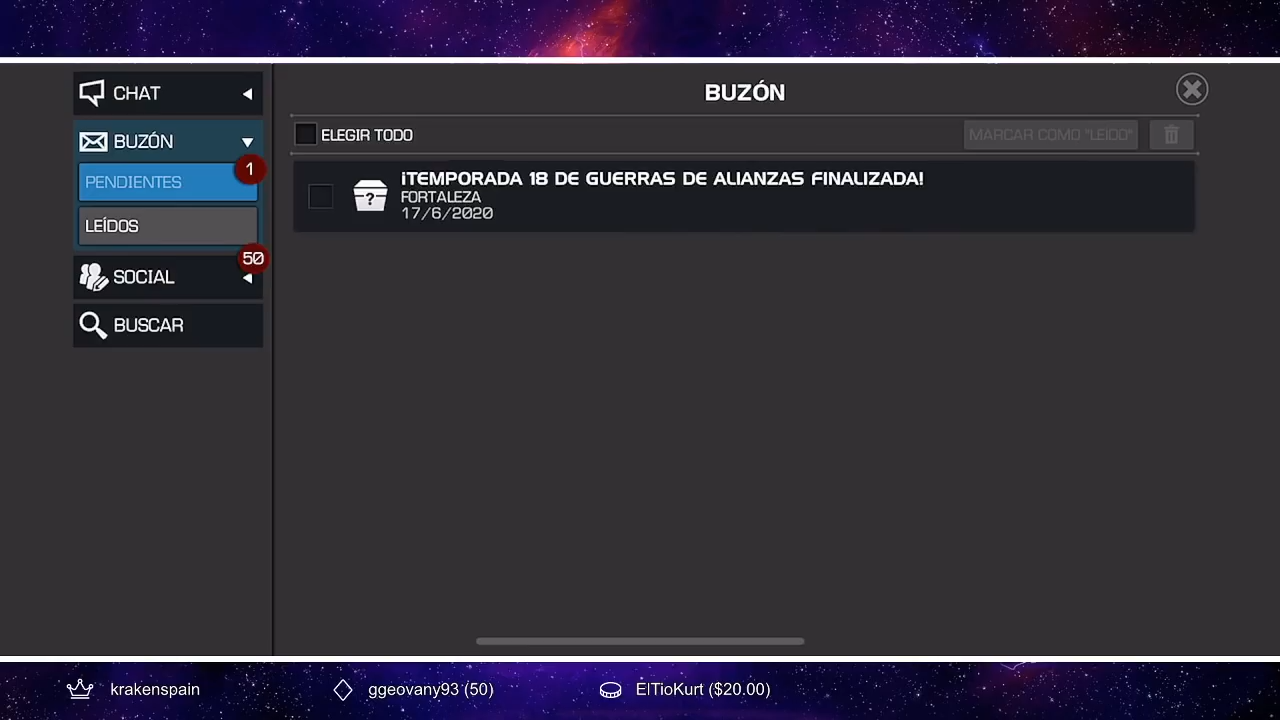 CHAT
BUZÓN
PENDIENTES
1
LEÍDOS
50
SOCIAL
BUSCAR
BUZÓN
ELEGIR TODO
MARCAR COMO "LEÍDO"
¡TEMPORADA 18 DE GUERRAS DE ALIANZAS FINALIZADA!
FORTALEZA
17/6/2020
krakenspain
ggeovany93 (50)
ElTioKurt ($20.00)